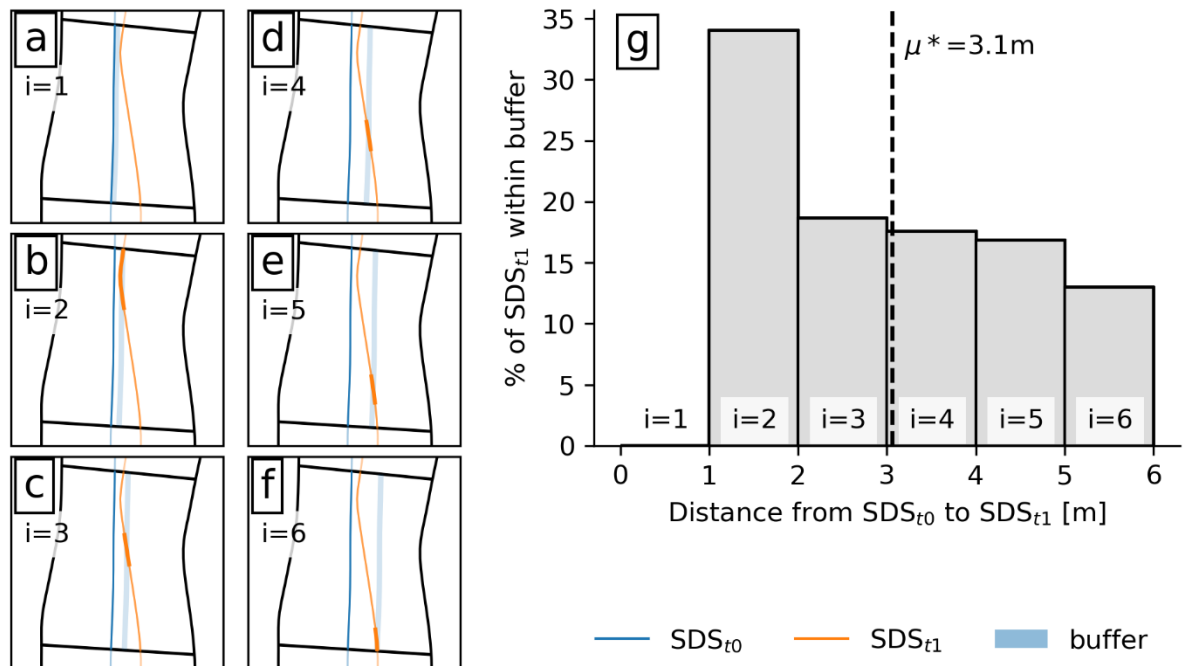 a
i=1
d
i=4
b
i=2
e
i=5
c
i=3
f
i=6
g
μ*=3.1m
% of SDSt1 within buffer
35
30
25
20
15
10
5
0
i=1
i=2
i=3
i=4
i=5
i=6
0 1 2 3 4 5 6
Distance from SDSt0 to SDSt1 [m]
SDSt0
SDSt1
buffer